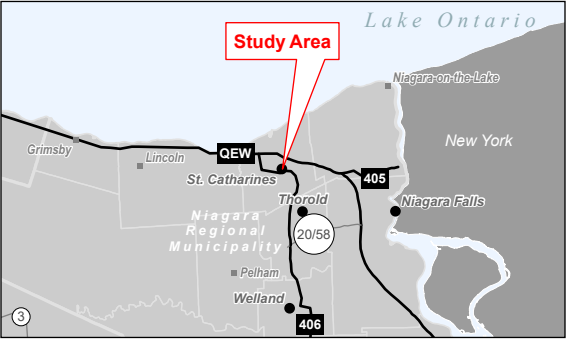 Lake Ontario
Study Area
Niagara-on-the-Lake
New York
Grimsby
QEW
Lincoln
St. Catharines
405
Thorold
Niagara Falls
Niagara
Regional
Municipality
20/58
Pelham
Welland
3
406